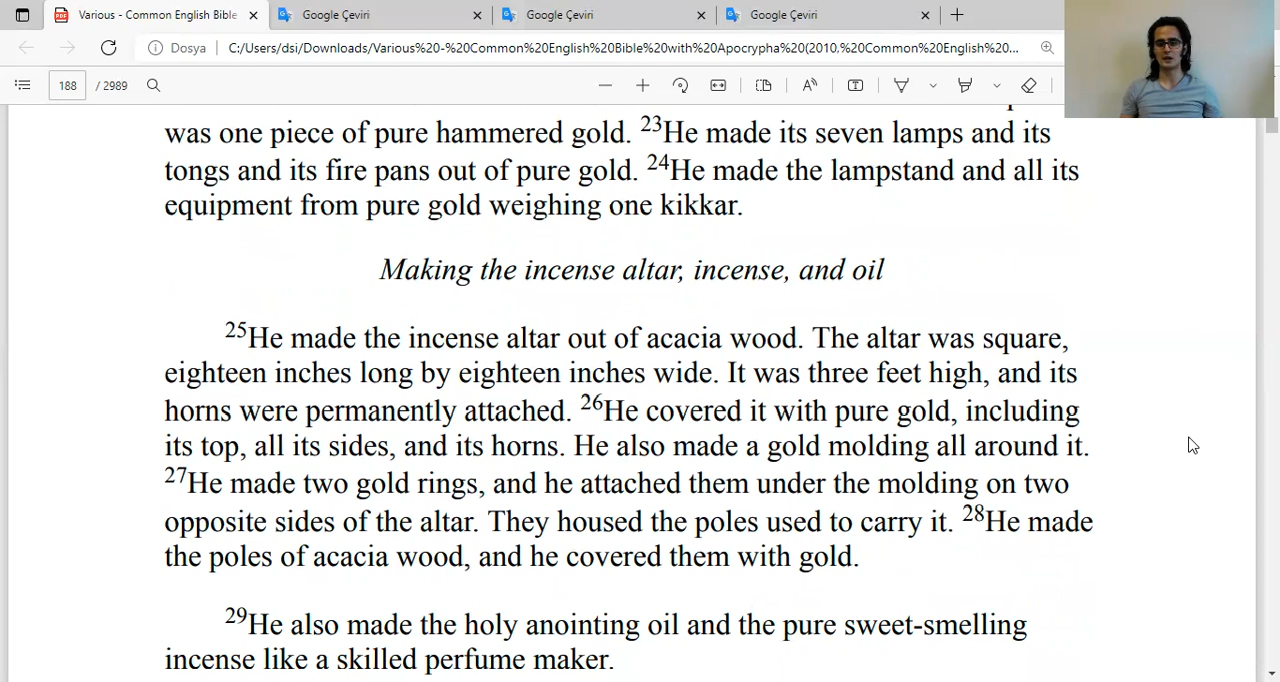 Various - Common English Bible
Google Çeviri
Google Çeviri
Google Çeviri
Dosya
C:/Users/dsi/Downloads/Various%20-%20Common%20English%20Bible%20with%20Apocrypha%20(2010,%20Common%20English%20...
188 / 2989
was one piece of pure hammered gold. 23He made its seven lamps and its
tongs and its fire pans out of pure gold. 24He made the lampstand and all its
equipment from pure gold weighing one kikkar.
Making the incense altar, incense, and oil
25He made the incense altar out of acacia wood. The altar was square,
eighteen inches long by eighteen inches wide. It was three feet high, and its
horns were permanently attached. 26He covered it with pure gold, including
its top, all its sides, and its horns. He also made a gold molding all around it.
27He made two gold rings, and he attached them under the molding on two
opposite sides of the altar. They housed the poles used to carry it. 28He made
the poles of acacia wood, and he covered them with gold.
29He also made the holy anointing oil and the pure sweet-smelling
incense like a skilled perfume maker.